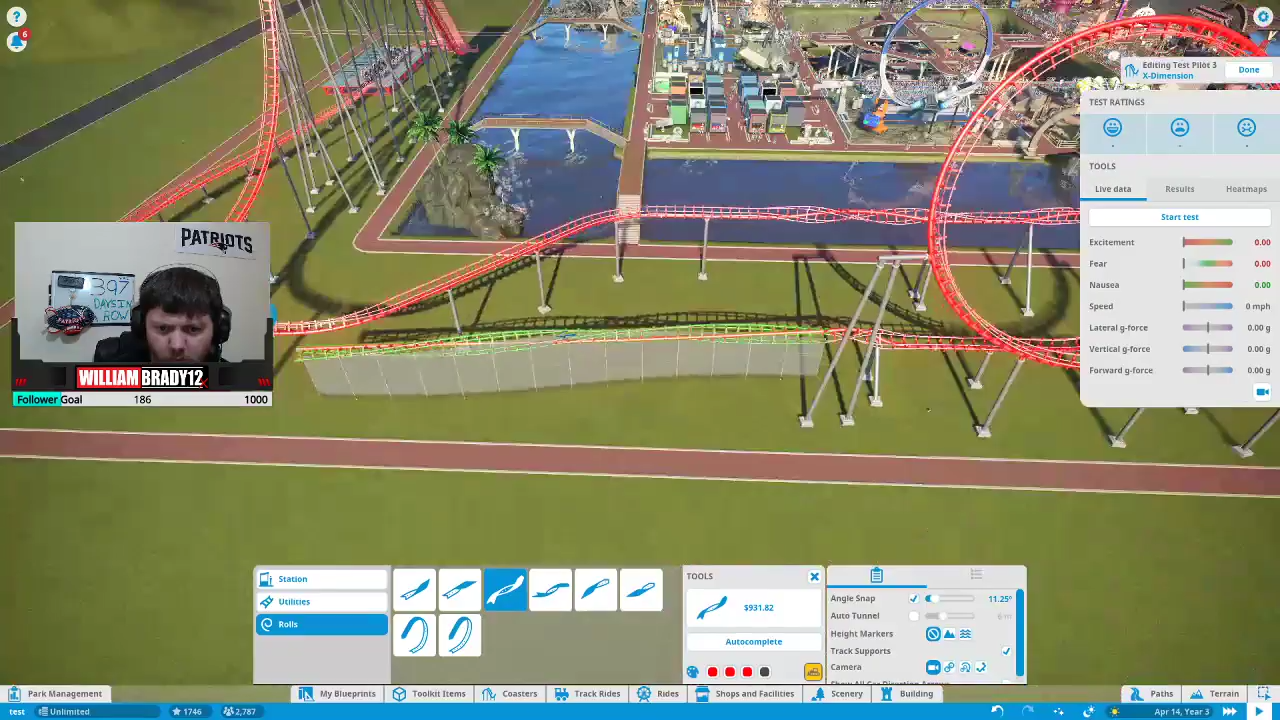 ?
6
Editing Test Pilot 3
X-Dimension
Done
TEST RATINGS
- - -
TOOLS
Live data Results Heatmaps
Start test
Excitement 0.00
Fear 0.00
Nausea 0.00
Speed 0 mph
Lateral g-force 0.00 g
Vertical g-force 0.00 g
Forward g-force 0.00 g
PATRIOTS
397
DAYS IN
ROW
WILLIAM BRADY12
Follower Goal 186 1000
Station
Utilities
Rolls
TOOLS
$931.82
Autocomplete
Angle Snap 11.25°
Auto Tunnel 6 m
Height Markers
Track Supports
Camera
Park Management
My Blueprints
Toolkit Items
Coasters
Track Rides
Rides
Shops and Facilities
Scenery
Building
Paths
Terrain
test
Unlimited
1746
2,787
Apr 14, Year 3